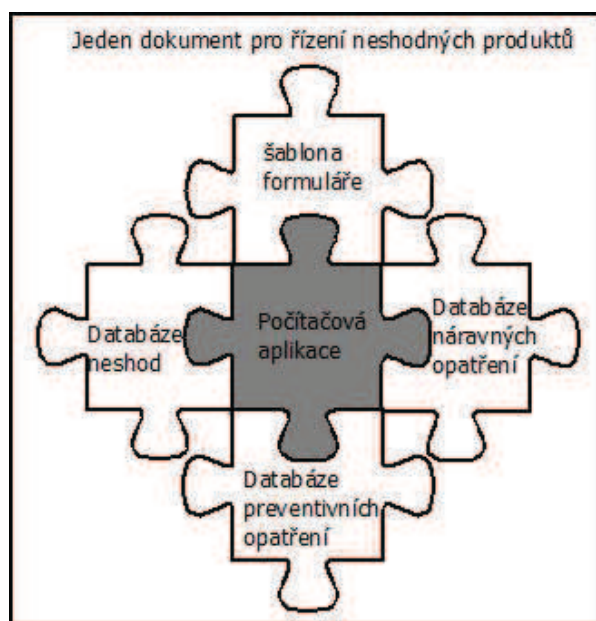 Jeden dokument pro řízení neshodných produktů
šablona
formuláře
Databáze
neshod
Počítačová
aplikace
Databáze
náravných
opatření
Databáze
preventivních
opatření